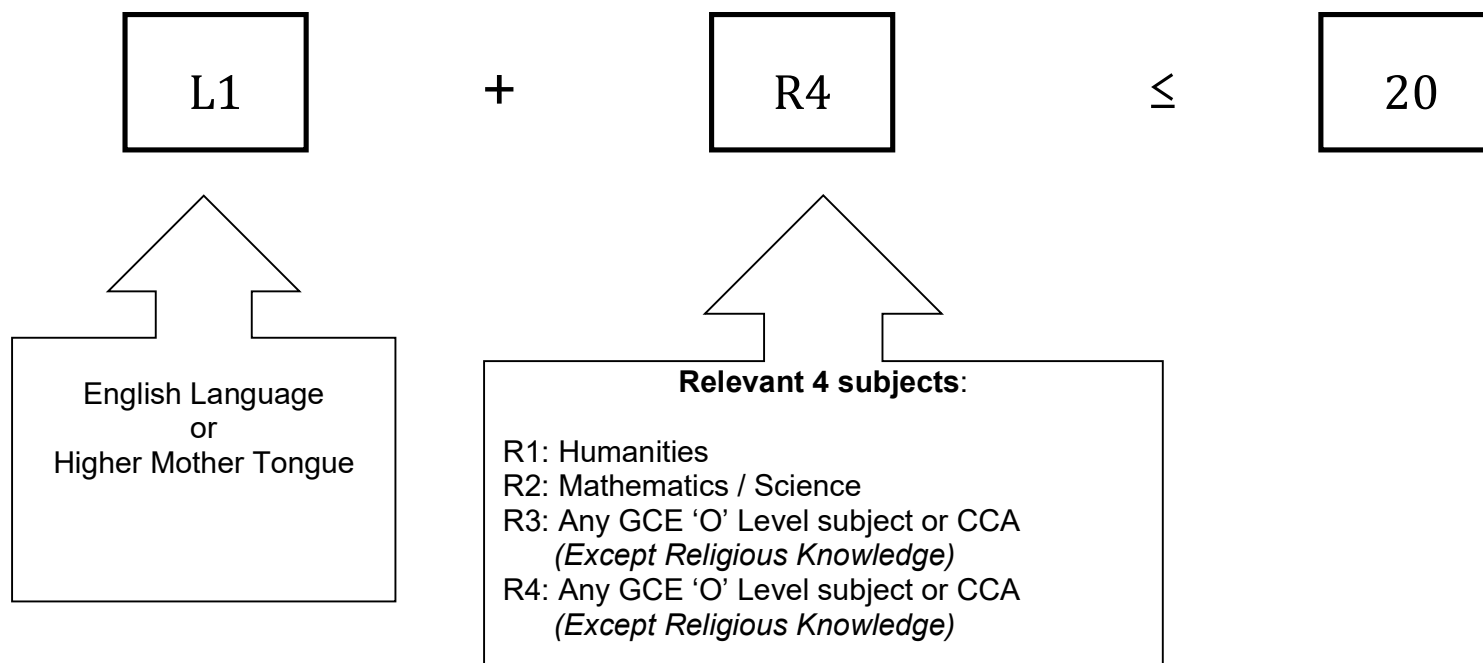 L1 + R4 ≤ 20
English Language
or
Higher Mother Tongue
Relevant 4 subjects:
R1: Humanities
R2: Mathematics / Science
R3: Any GCE ‘O’ Level subject or CCA
(Except Religious Knowledge)
R4: Any GCE ‘O’ Level subject or CCA
(Except Religious Knowledge)